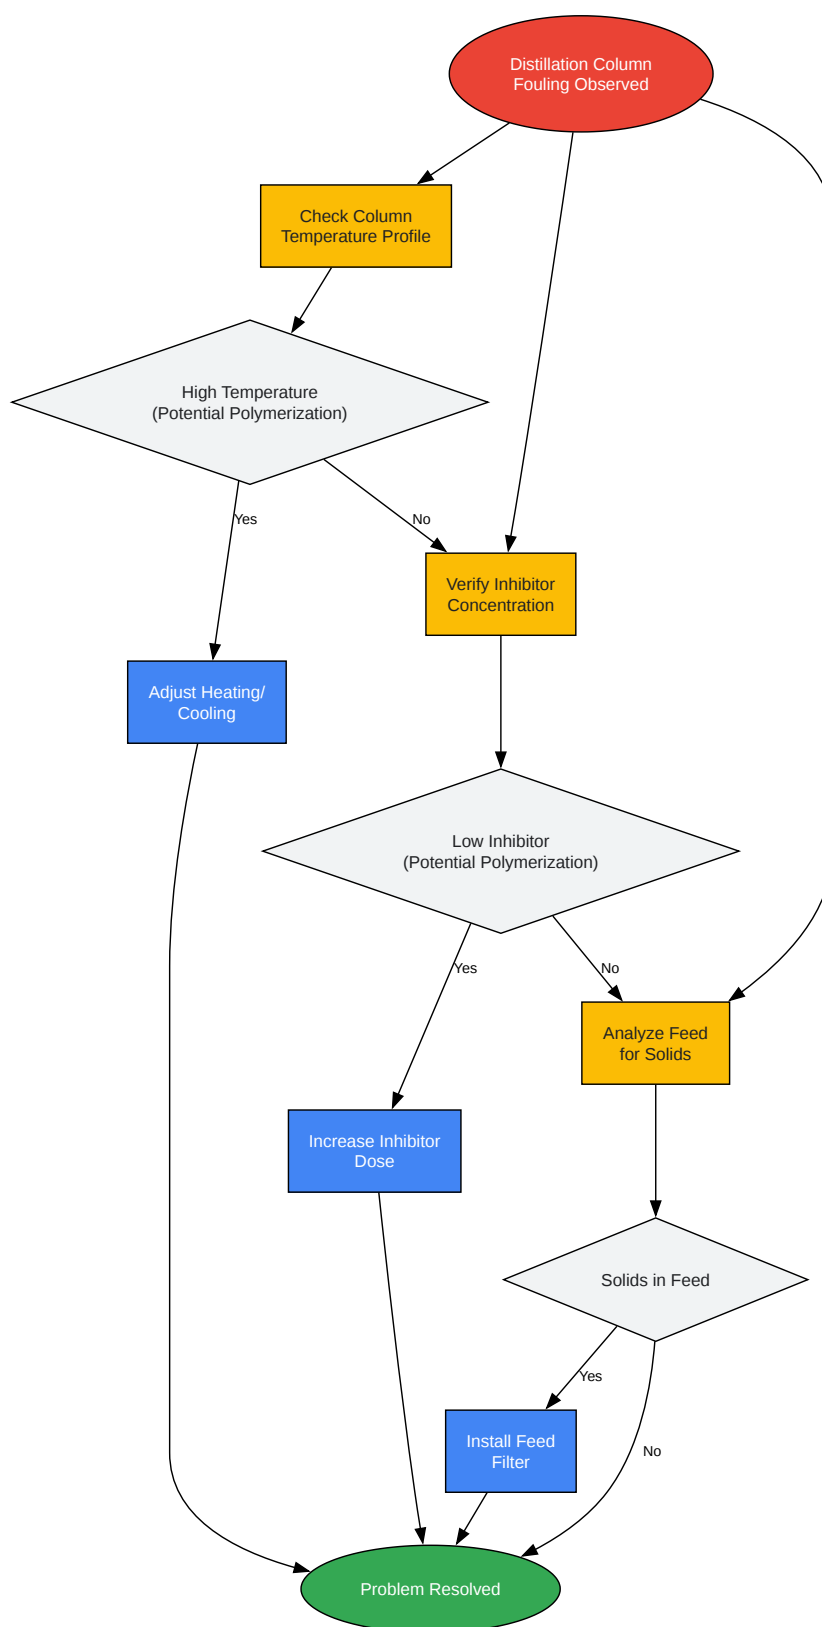 Distillation Column
Fouling Observed
Check Column
Temperature Profile
High Temperature
(Potential Polymerization)
Yes
No
Verify Inhibitor
Concentration
Adjust Heating/
Cooling
Low Inhibitor
(Potential Polymerization)
Yes
No
Analyze Feed
for Solids
Increase Inhibitor
Dose
Solids in Feed
Yes
Install Feed
Filter
No
Problem Resolved